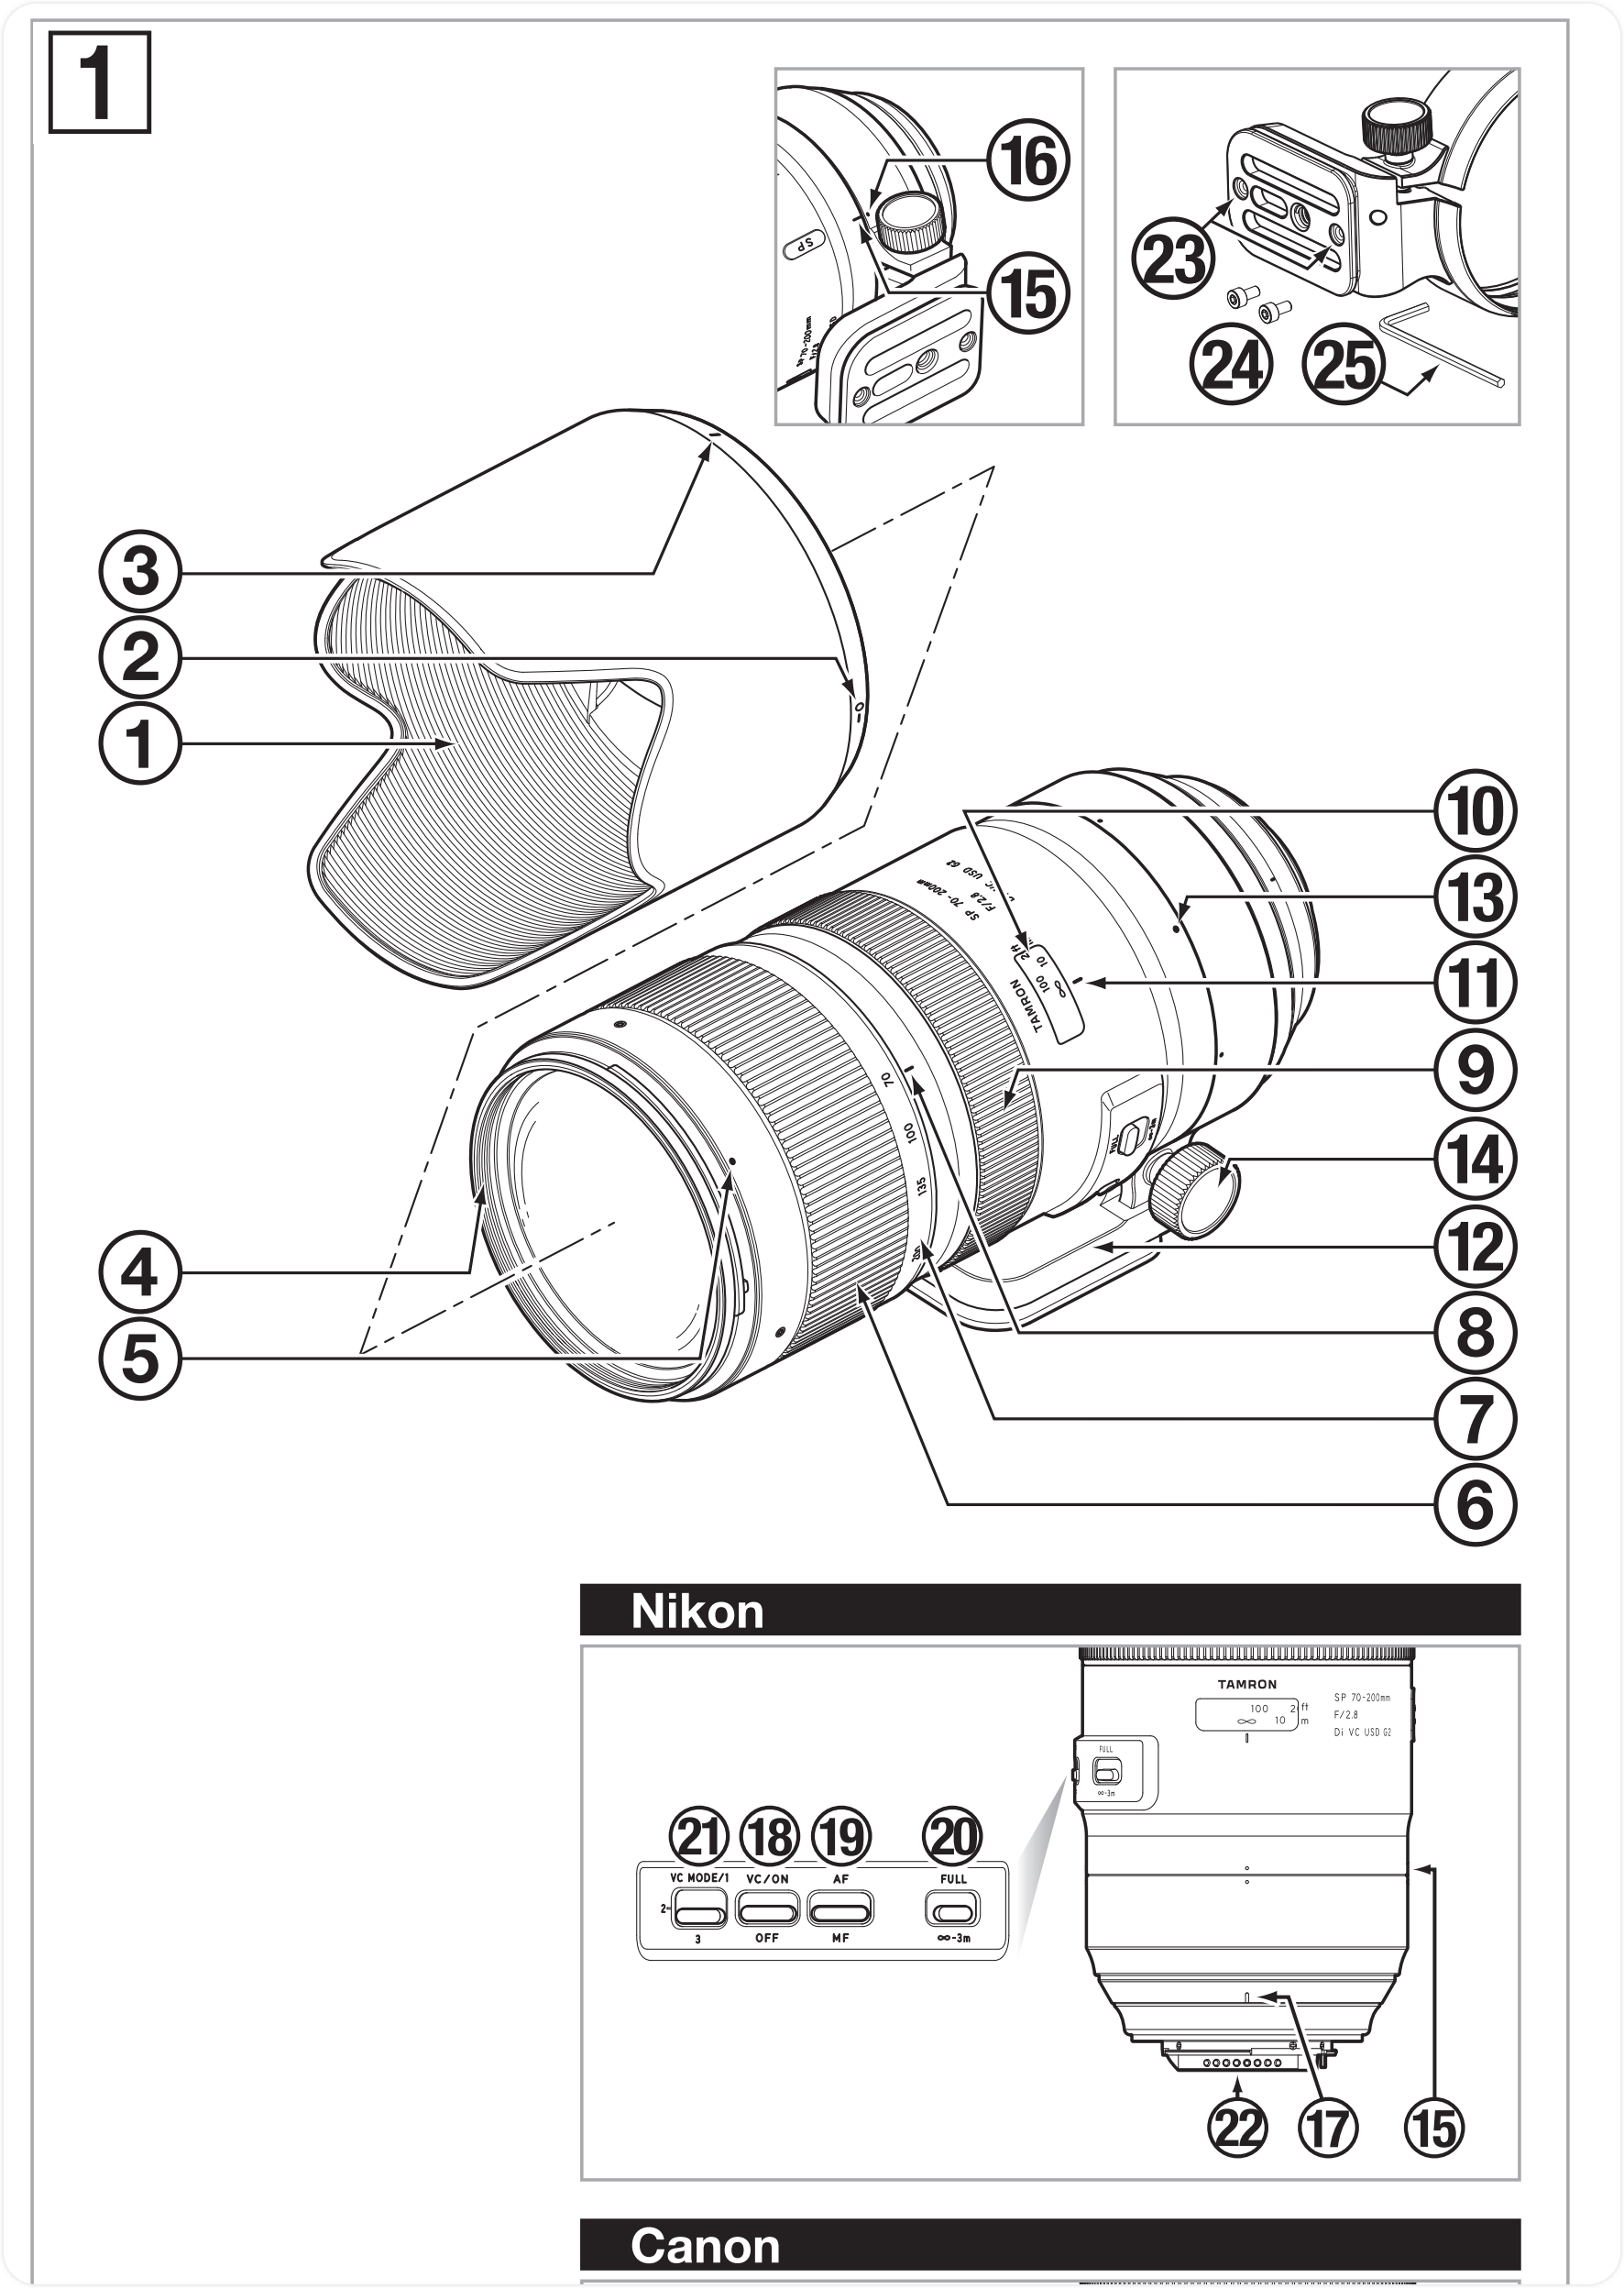 1
16
15
SP
SP 70-200mm
23
24
25
3
2
1
10
13
11
9
14
12
8
7
6
4
5
SP 70-200mm
F/2.8
USD G2
2 ft
10
100
∞
TAMRON
70
100
135
200
FULL
∞-3m
Nikon
TAMRON
100 2 ft
∞ 10 m
SP 70-200mm
F/2.8
Di VC USD G2
FULL
∞-3m
21 18 19 20
VC MODE/1 VC/ON AF FULL
2
3 OFF MF ∞-3m
22 17 15
Canon